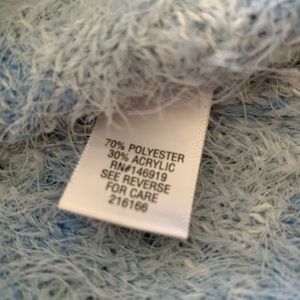 70% POLYESTER
30% ACRYLIC
RN#146919
SEE REVERSE
FOR CARE
216166